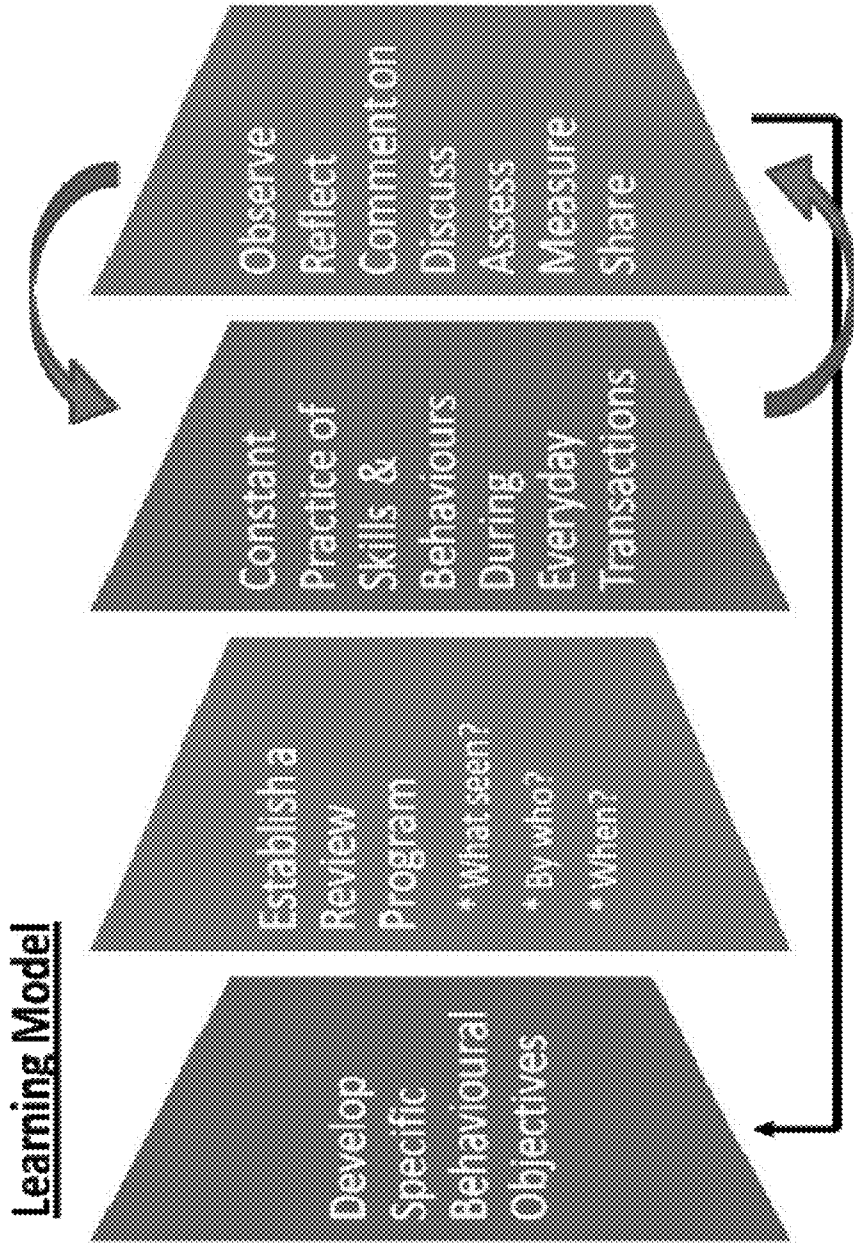 Learning Model
Develop
Specific
Behavioural
Objectives
Establish a
Review
Program
* What seen?
* By who?
* When?
Constant
Practice of
Skills &
Behaviours
During
Everyday
Transactions
Observe
Reflect
Comment on
Discuss
Assess
Measure
Share